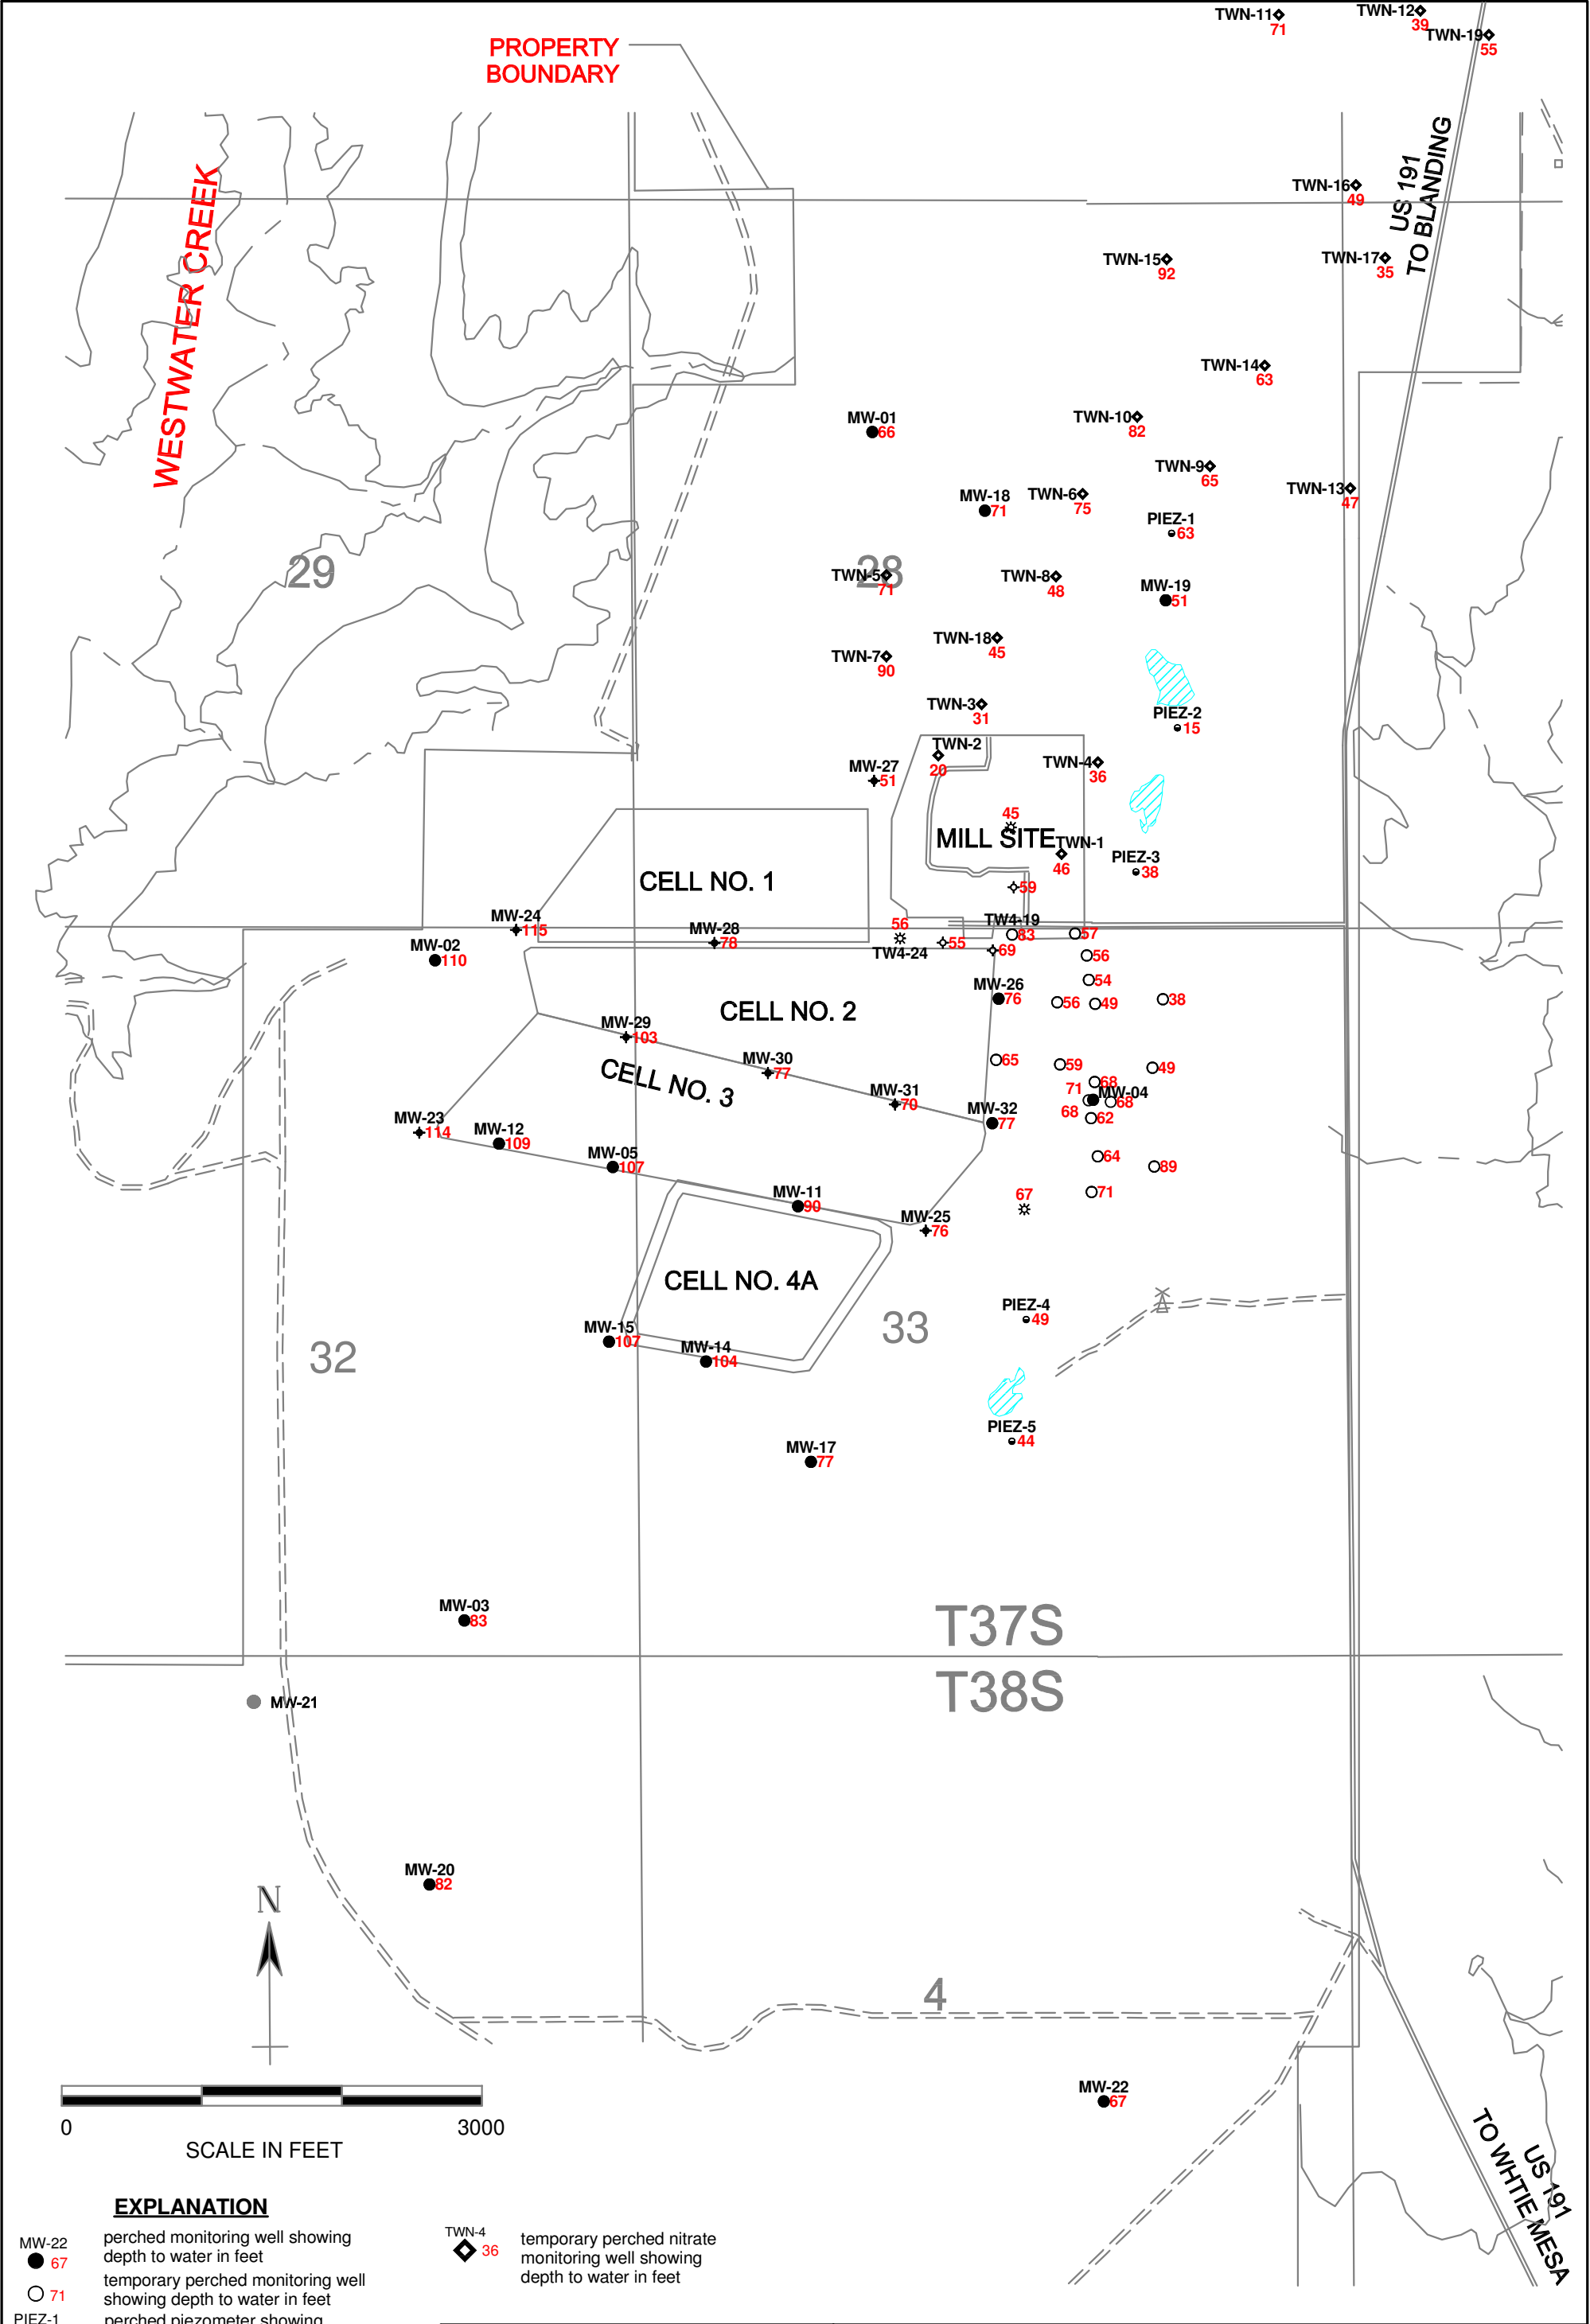 TWN-11
71
TWN-12
39
TWN-19
55
PROPERTY
BOUNDARY
WESTWATER CREEK
US 191
TO BLANDING
TWN-16
49
TWN-15
92
TWN-17
35
TWN-14
63
MW-01
66
TWN-10
82
TWN-9
65
MW-18
71
TWN-6
75
TWN-13
47
PIEZ-1
63
29
28
TWN-5
71
TWN-8
48
MW-19
51
TWN-18
45
TWN-7
90
TWN-3
31
PIEZ-2
15
TWN-2
20
MW-27
51
TWN-4
36
45
MILL SITE
TWN-1
46
PIEZ-3
38
CELL NO. 1
59
MW-24
115
MW-28
78
56
TW4-24
55
TW4-19
83
57
69
56
MW-02
110
54
MW-26
76
56
49
38
CELL NO. 2
MW-29
103
65
59
49
MW-30
77
CELL NO. 3
68
71
MW-04
68
68
62
MW-31
70
MW-32
77
MW-23
114
MW-12
109
MW-05
107
64
89
71
MW-11
90
67
MW-25
76
CELL NO. 4A
PIEZ-4
49
33
32
MW-15
107
MW-14
104
PIEZ-5
44
MW-17
77
MW-03
83
T37S
T38S
MW-21
MW-20
82
N
4
MW-22
67
0 3000
SCALE IN FEET
US 191
TO WHTIE MESA
EXPLANATION
MW-22
67
perched monitoring well showing
depth to water in feet
71
temporary perched monitoring well
showing depth to water in feet
PIEZ-1
perched piezometer showing
TWN-4
36
temporary perched nitrate
monitoring well showing
depth to water in feet